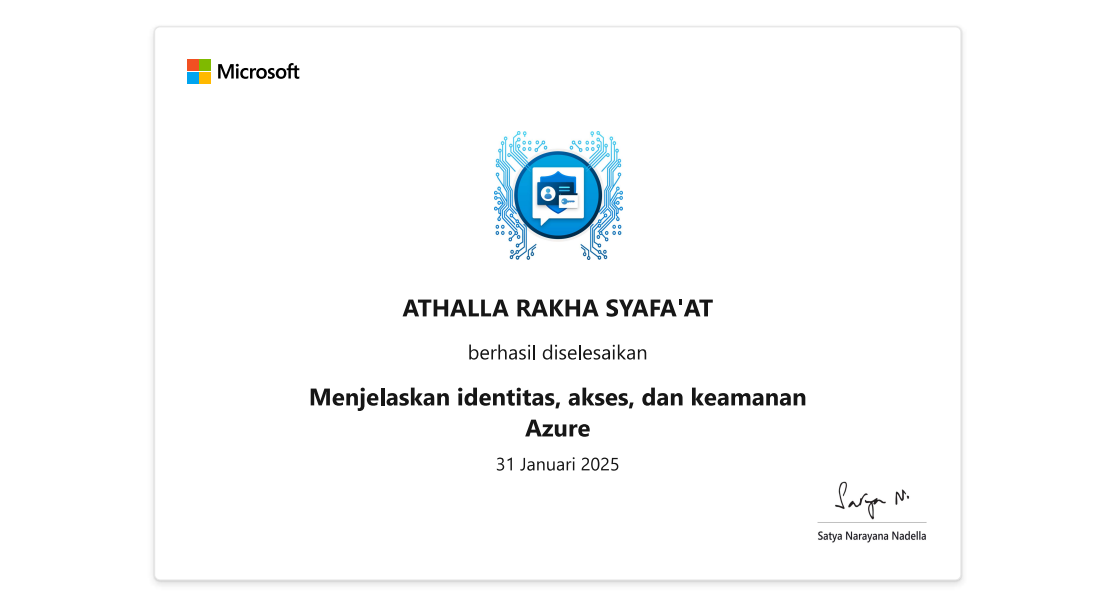 Microsoft
ATHALLA RAKHA SYAFA'AT
berhasil diselesaikan
Menjelaskan identitas, akses, dan keamanan
Azure
31 Januari 2025
Satya N.
Satya Narayana Nadella